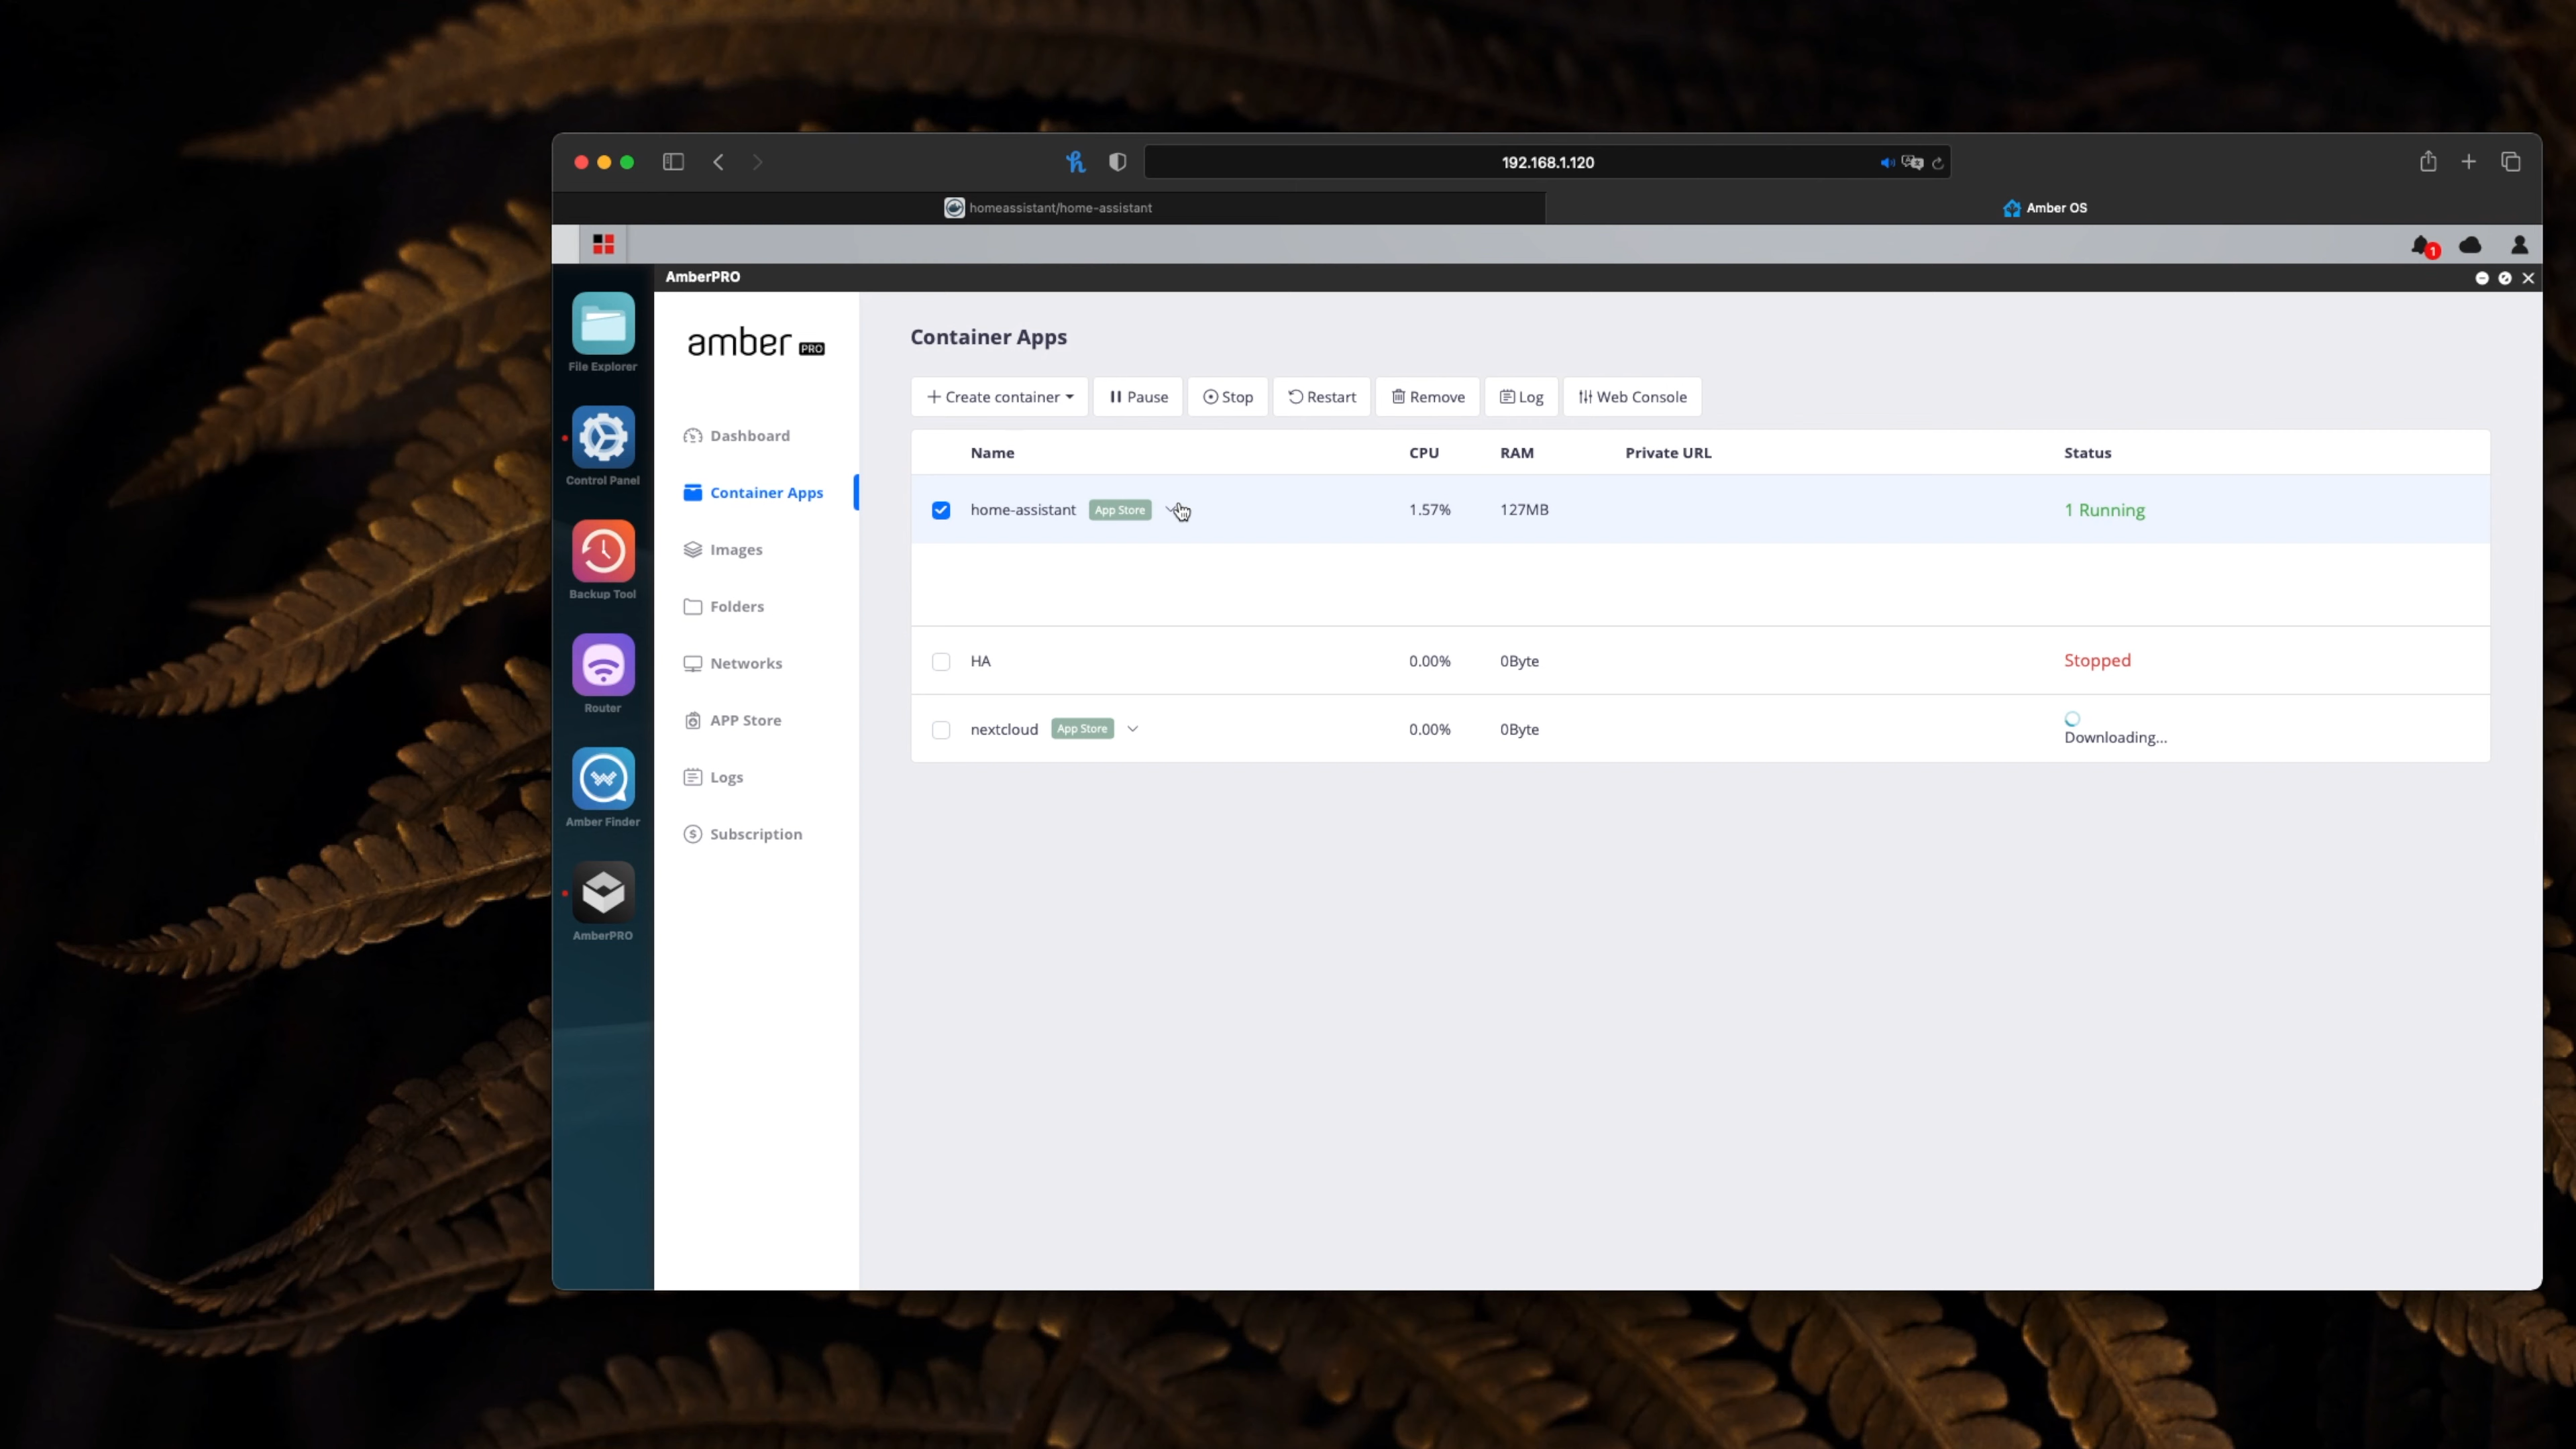 192.168.1.120
homeassistant/home-assistant
Amber OS
1
AmberPRO
File Explorer
Control Panel
Backup Tool
Router
Amber Finder
AmberPRO
amber PRO
Dashboard
Container Apps
Images
Folders
Networks
APP Store
Logs
Subscription
Container Apps
Create container Pause Stop Restart Remove Log Web Console
Name CPU RAM Private URL Status
home-assistant App Store 1.57% 127MB 1 Running
HA 0.00% 0Byte Stopped
nextcloud App Store 0.00% 0Byte Downloading...